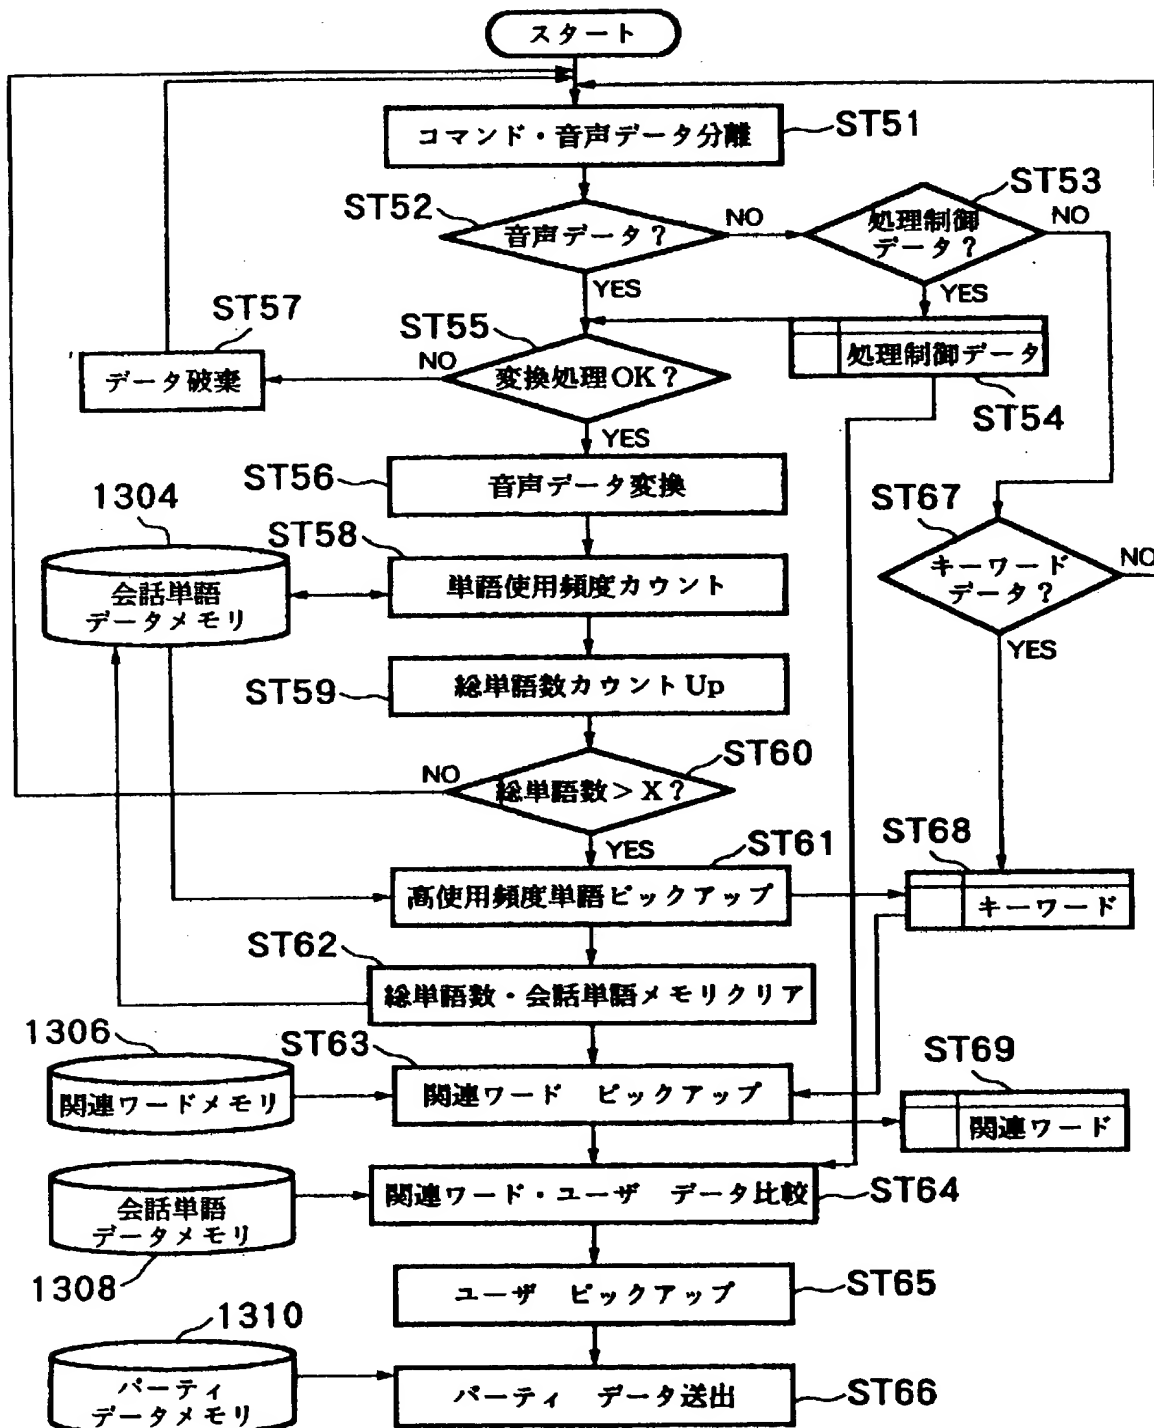 スタート
コマンド・音声データ分離
ST51
ST52
音声データ?
NO
ST53
処理制御
データ?
NO
YES
YES
ST57
データ破棄
ST55
NO
変換処理OK?
処理制御データ
ST54
YES
ST56
音声データ変換
1304
会話単語
データメモリ
ST58
単語使用頻度カウント
ST67
キーワード
データ?
NO
YES
ST59
総単語数カウントUp
ST60
NO
総単語数>X?
YES
ST61
高使用頻度単語ピックアップ
ST68
キーワード
ST62
総単語数・会話単語メモリクリア
1306
関連ワードメモリ
ST63
関連ワード ピックアップ
ST69
関連ワード
会話単語
データメモリ
1308
関連ワード・ユーザ データ比較
ST64
ユーザ ピックアップ
ST65
1310
パーティ
データメモリ
パーティ データ送出
ST66